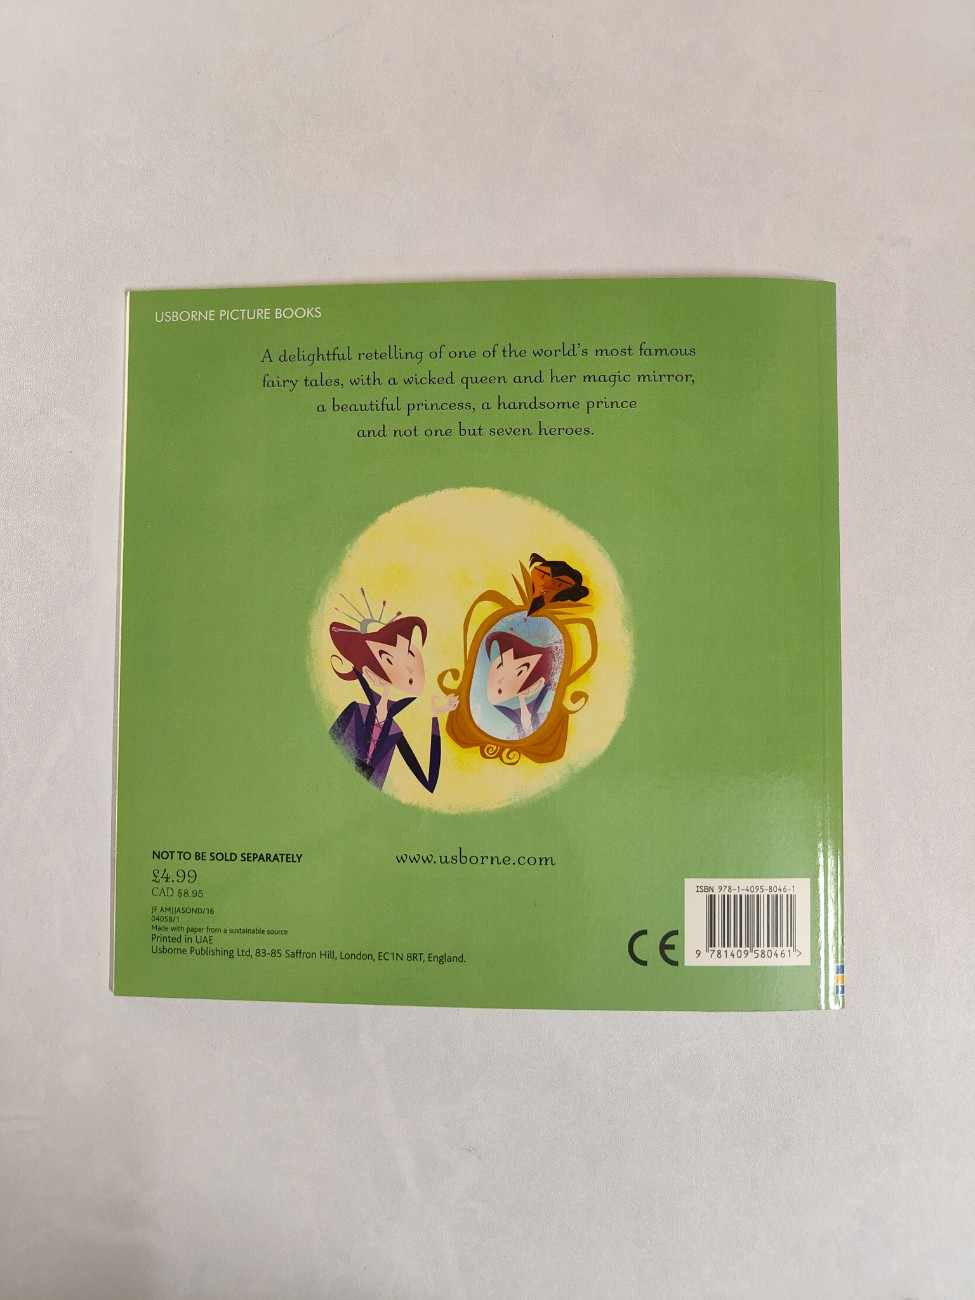 USBORNE PICTURE BOOKS
A delightful retelling of one of the world's most famous
fairy tales, with a wicked queen and her magic mirror,
a beautiful princess, a handsome prince
and not one but seven heroes.
www.usborne.com
NOT TO BE SOLD SEPARATELY
£4.99
CAD $8.95
JF AMJJASOND/16
04058/1
Made with paper from a sustainable source
Printed in UAE
Usborne Publishing Ltd, 83-85 Saffron Hill, London, EC1N 8RT, England.
CE
ISBN 978-1-4095-8046-1
9 781409 580461 >